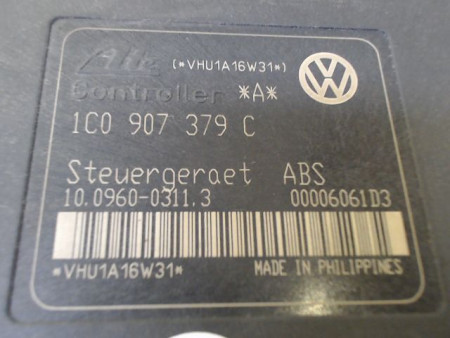 Ate (*VHU1A16W31*)
Controller *A*
1C0 907 379 C
Steuergeraet ABS
10.0960-0311.3 00006061D3
*VHU1A16W31* MADE IN PHILIPPINES